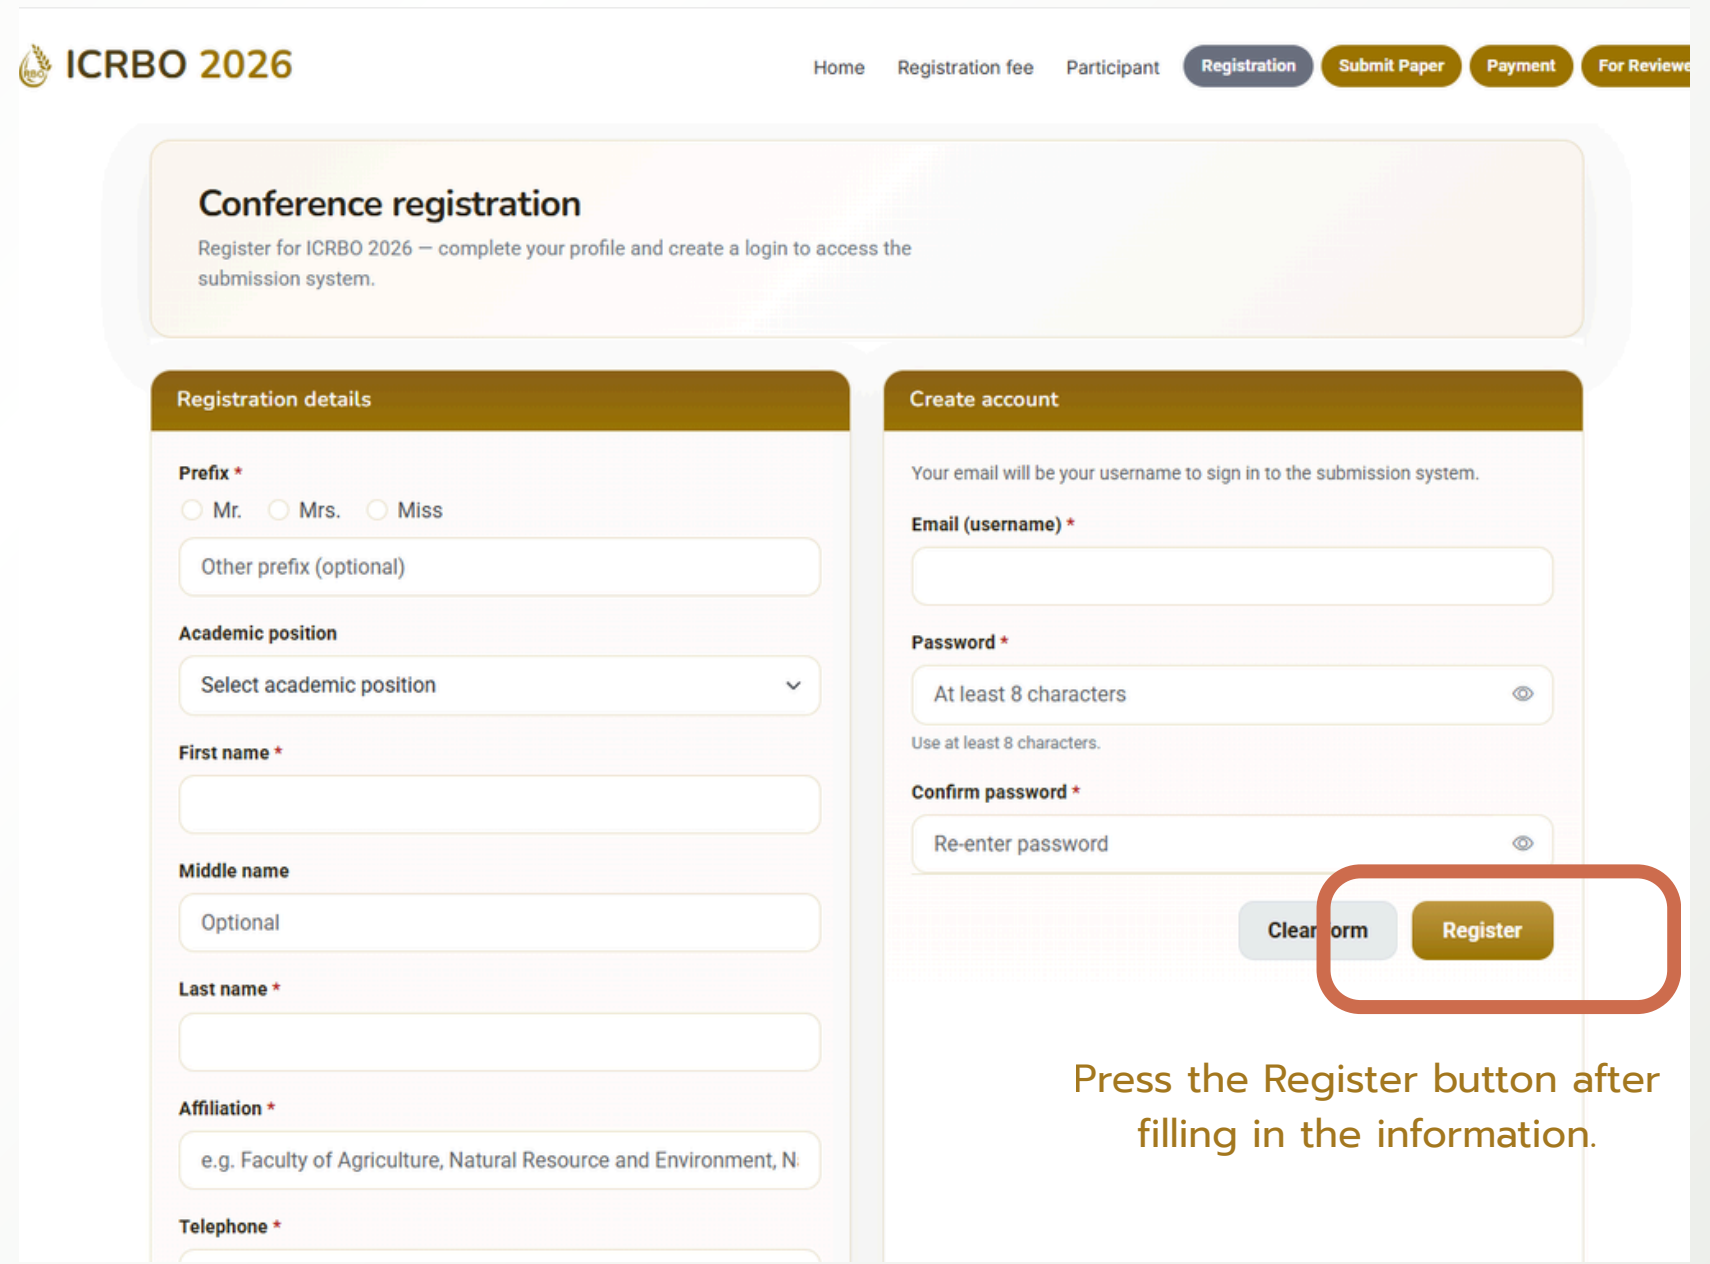 RBO
ICRBO 2026
Home Registration fee Participant Registration Submit Paper Payment For Reviewe
Conference registration
Register for ICRBO 2026 — complete your profile and create a login to access the
submission system.
Registration details
Prefix *
Mr. Mrs. Miss
Other prefix (optional)
Academic position
Select academic position
First name *
Middle name
Optional
Last name *
Affiliation *
e.g. Faculty of Agriculture, Natural Resource and Environment, N
Telephone *
Create account
Your email will be your username to sign in to the submission system.
Email (username) *
Password *
At least 8 characters
Use at least 8 characters.
Confirm password *
Re-enter password
Clear orm Register
Press the Register button after
filling in the information.